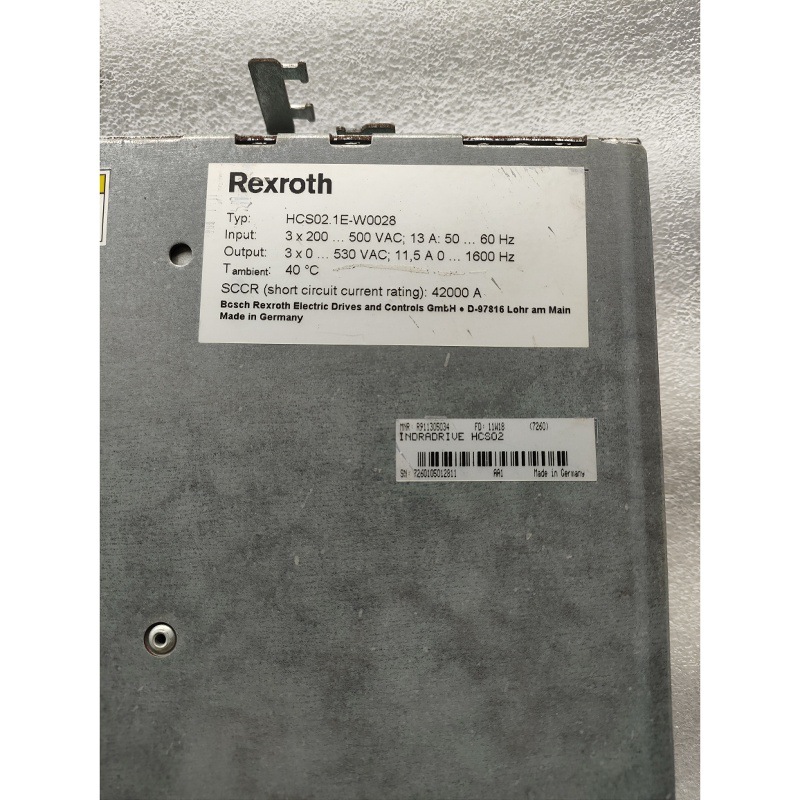 Rexroth
Typ: HCS02.1E-W0028
Input: 3 x 200 ... 500 VAC; 13 A: 50 ... 60 Hz
Output: 3 x 0 ... 530 VAC; 11,5 A 0 ... 1600 Hz
Tambient: 40 °C
SCCR (short circuit current rating): 42000 A
Bosch Rexroth Electric Drives and Controls GmbH • D-97816 Lohr am Main
Made in Germany
MNR: R911305034 FD: 11W18 (7260)
INDRADRIVE HCS02
SN: 7260105012811 AA1 Made in Germany